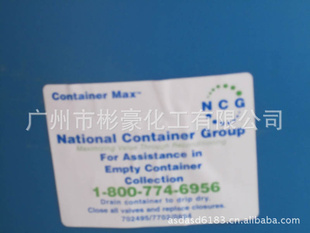 Container Max™
NCG
广州市彬豪化工有限公司
National Container Group
For Assistance in
Empty Container
Collection
1-800-774-6956
Drain container to drip dry.
Close all valves and replace closures.
asdasd6183.cn.alibaba.com